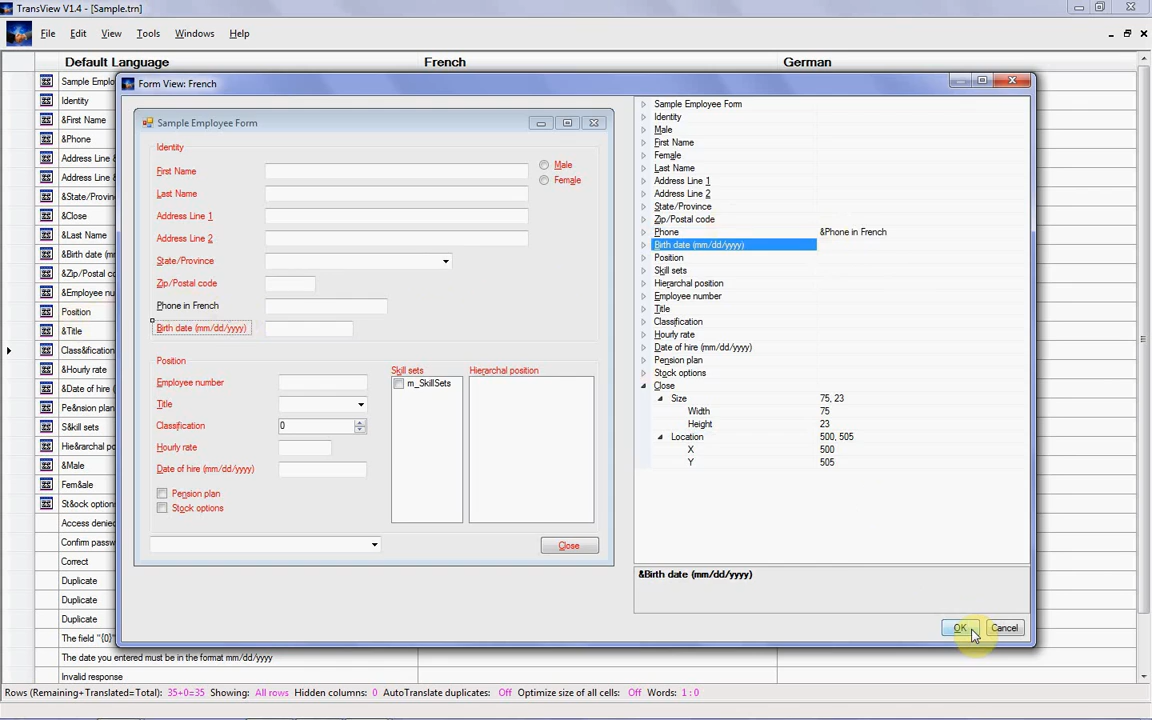 TransView V1.4 - [Sample.trn]
File Edit View Tools Windows Help
Default Language French German
Sample Emplo
Identity
&First Name
&Phone
Address Line &
Address Line &
&State/Provin
&Close
&Last Name
&Birth date (m
&Zip/Postal c
&Employee nu
Position
&Title
Class&fication
&Hourly rate
&Date of hire (
Pe&nsion plan
S&kill sets
Hie&rarchal po
&Male
Fem&ale
St&ock option
Access denied
Confirm passw
Correct
Duplicate
Duplicate
Duplicate
The field "{0}"
The date you entered must be in the format mm/dd/yyyy
Invalid response
Form View: French
Sample Employee Form
Identity
First Name
Last Name
Address Line 1
Address Line 2
State/Province
Zip/Postal code
Phone in French
Birth date (mm/dd/yyyy)
Male
Female
Position
Employee number
Title
Classification 0
Hourly rate
Date of hire (mm/dd/yyyy)
Pension plan
Stock options
Skill sets
m_SkillSets
Hierarchal position
Close
Sample Employee Form
Identity
Male
First Name
Female
Last Name
Address Line 1
Address Line 2
State/Province
Zip/Postal code
Phone &Phone in French
Birth date (mm/dd/yyyy)
Position
Skill sets
Hierarchal position
Employee number
Title
Classification
Hourly rate
Date of hire (mm/dd/yyyy)
Pension plan
Stock options
Close
Size 75, 23
Width 75
Height 23
Location 500, 505
X 500
Y 505
&Birth date (mm/dd/yyyy)
OK Cancel
Rows (Remaining+Translated=Total): 35+0=35 Showing: All rows Hidden columns: 0 AutoTranslate duplicates: Off Optimize size of all cells: Off Words: 1 : 0